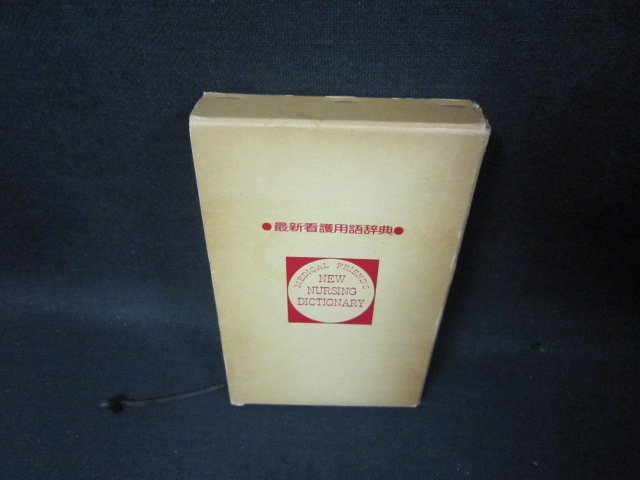 ●最新看護用語辞典●
MEDICAL FRIEND'S
NEW
NURSING
DICTIONARY